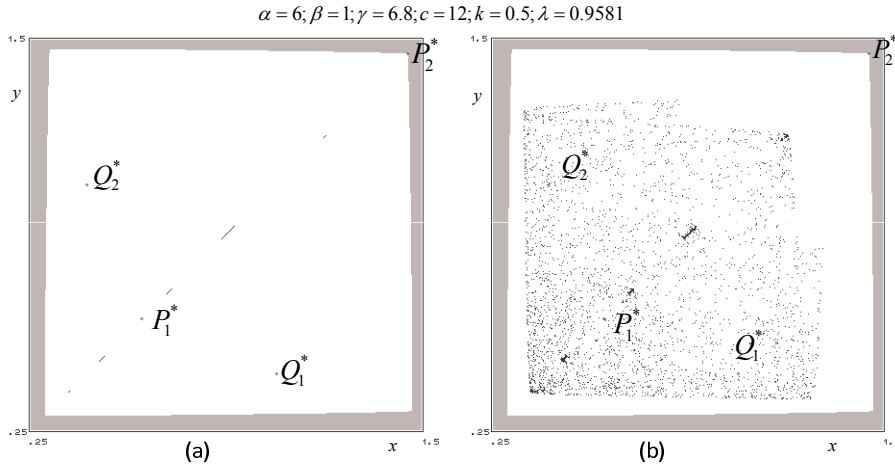 α = 6; β = 1; γ = 6.8; c = 12; k = 0.5; λ = 0.9581
1.5
y
P₂*
Q₂*
P₁*
Q₁*
.25
.25
(a)
x
1.5
1.5
y
P₂*
Q₂*
P₁*
Q₁*
.25
.25
(b)
x
1.